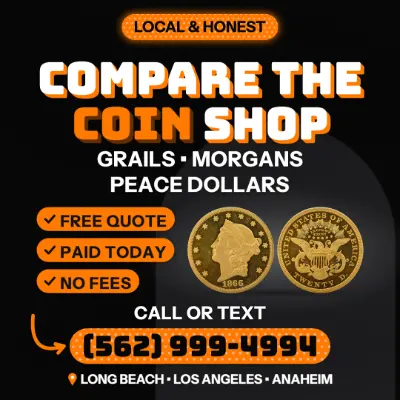 LOCAL & HONEST
COMPARE THE
COIN SHOP
GRAILS ▪ MORGANS
PEACE DOLLARS
FREE QUOTE
PAID TODAY
NO FEES
1866
UNITED STATES OF AMERICA
TWENTY D.
CALL OR TEXT
(562) 999-4994
LONG BEACH ▪ LOS ANGELES ▪ ANAHEIM